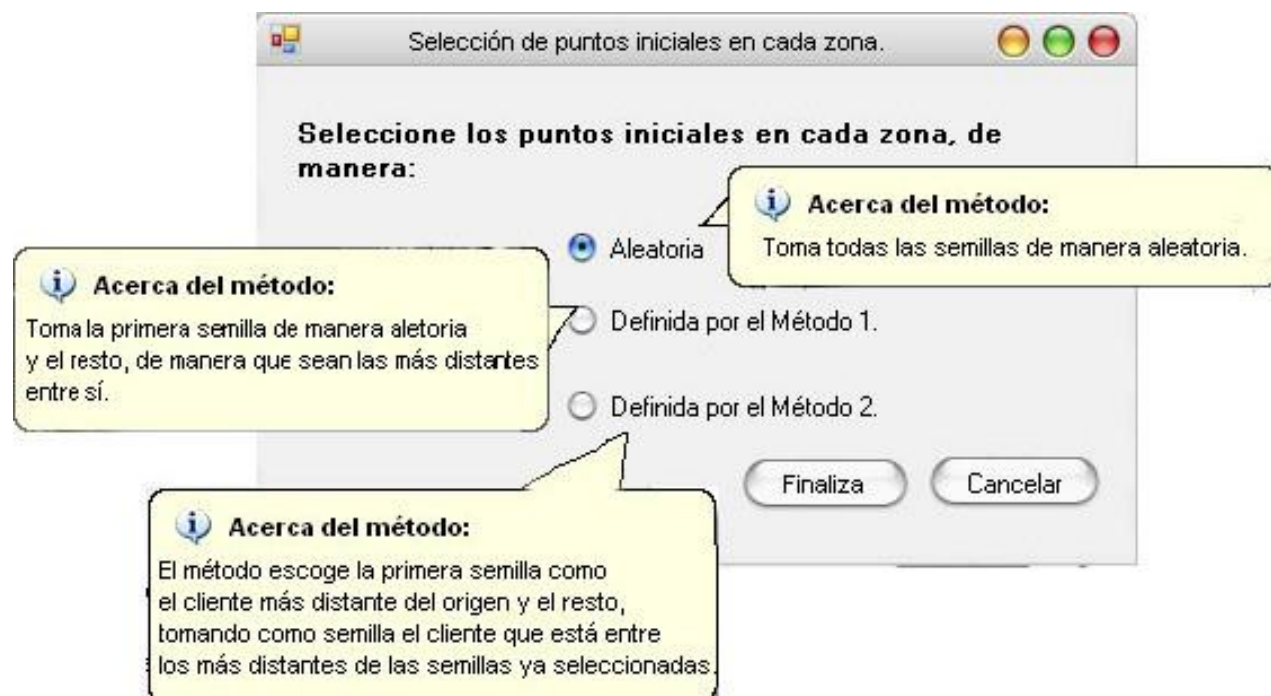 Selección de puntos iniciales en cada zona.
Seleccione los puntos iniciales en cada zona, de
manera:
Acerca del método:
Toma todas las semillas de manera aleatoria.
Aleatoria
Acerca del método:
Toma la primera semilla de manera aletoria
y el resto, de manera que sean las más distantes
entre sí.
Definida por el Método 1.
Definida por el Método 2.
Finaliza
Cancelar
Acerca del método:
El método escoge la primera semilla como
el cliente más distante del origen y el resto,
tomando como semilla el cliente que está entre
los más distantes de las semillas ya seleccionadas.